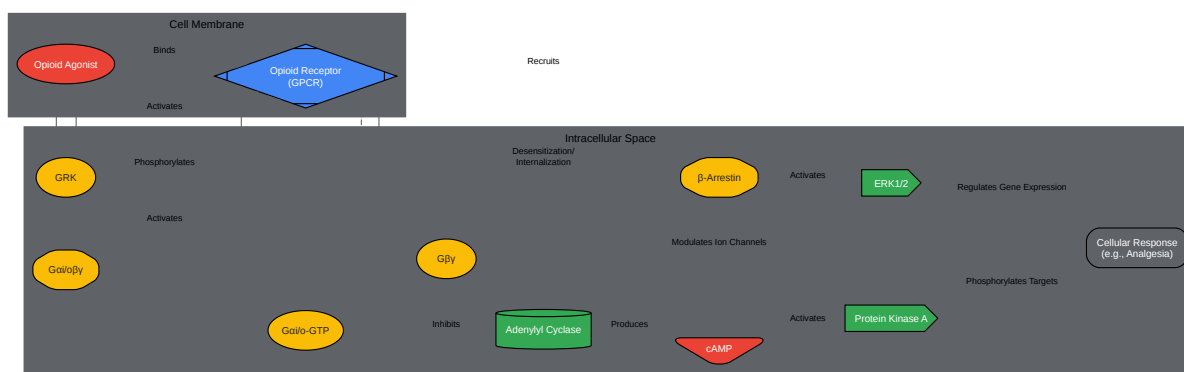 Cell Membrane
Opioid Agonist
Binds
Opioid Receptor
(GPCR)
Recruits
Activates
Intracellular Space
Desensitization/
Internalization
GRK
Phosphorylates
β-Arrestin
Activates
ERK1/2
Regulates Gene Expression
Activates
Modulates Ion Channels
Cellular Response
(e.g., Analgesia)
Gαi/oβγ
Gβγ
Phosphorylates Targets
Gαi/o-GTP
Inhibits
Adenylyl Cyclase
Produces
cAMP
Activates
Protein Kinase A